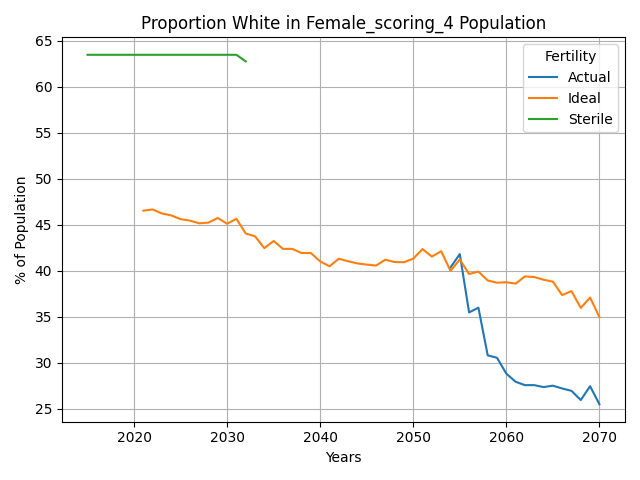 Proportion White in Female_scoring_4 Population
65
60
55
50
45
40
35
30
25
% of Population
Fertility
Actual
Ideal
Sterile
2020 2030 2040 2050 2060 2070
Years